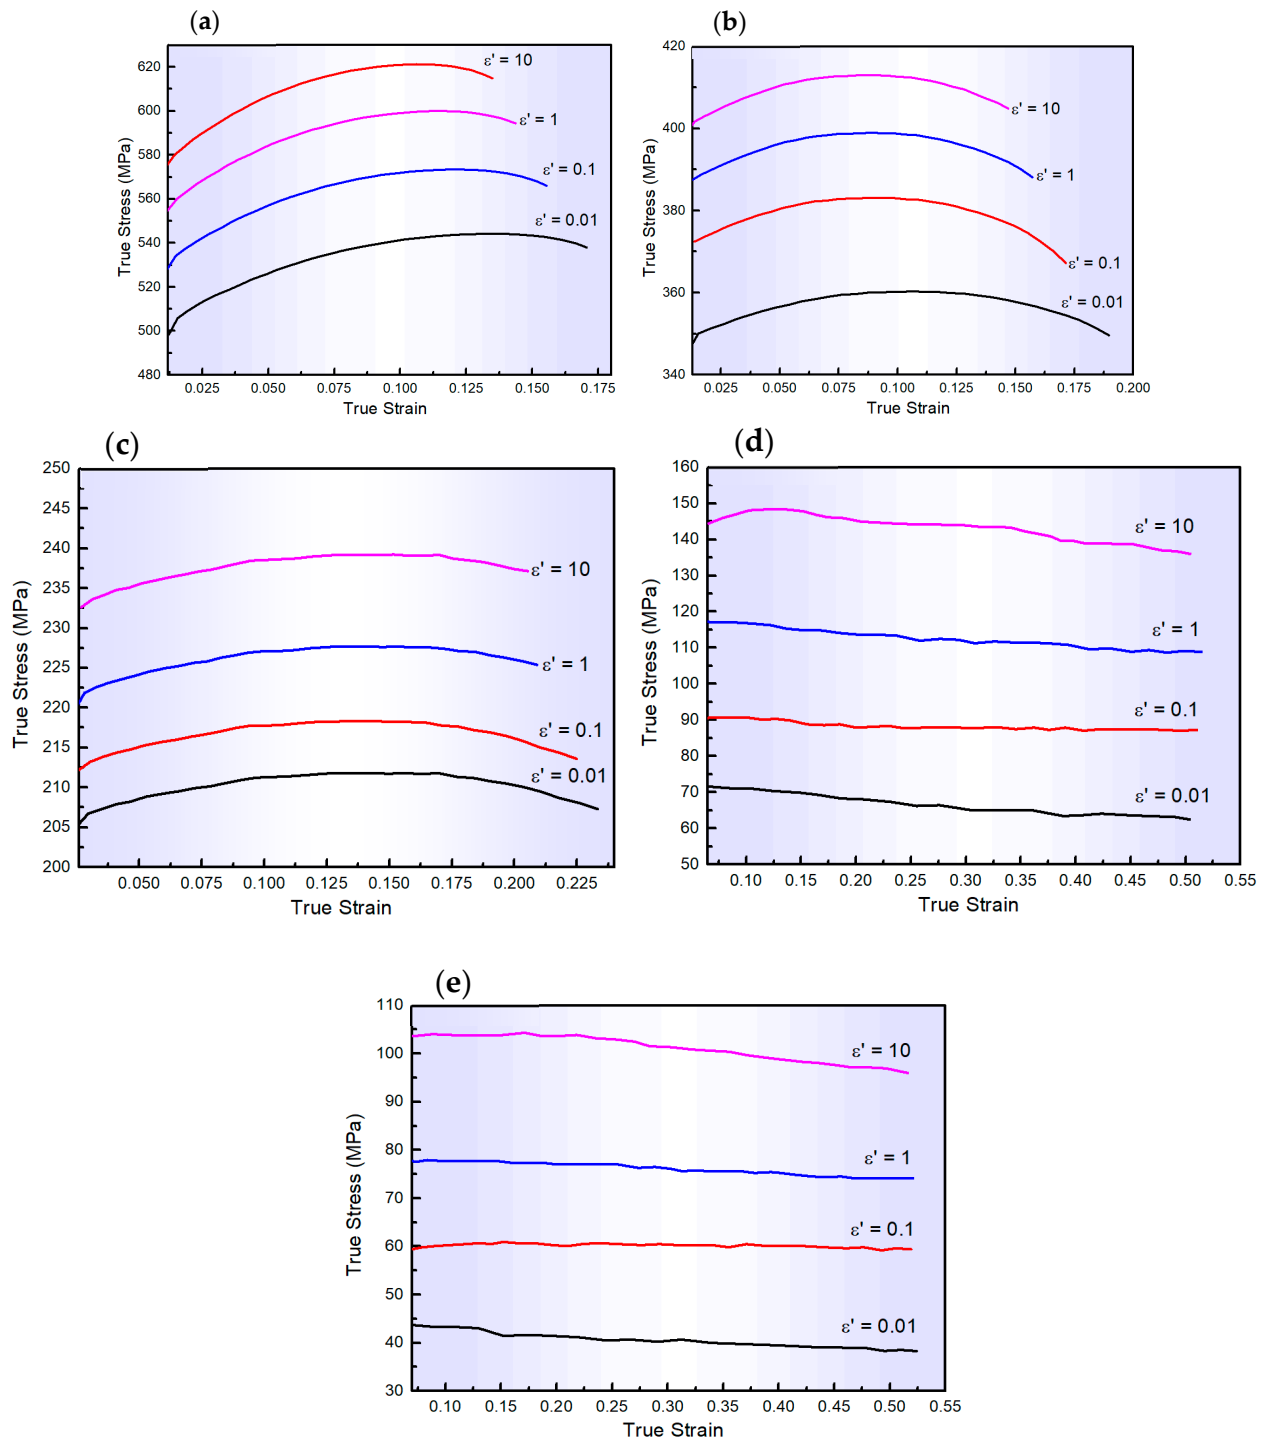 (a)
(b)
True Stress (MPa)
620
600
580
560
540
520
500
480
ε' = 10
ε' = 1
ε' = 0.1
ε' = 0.01
0.025 0.050 0.075 0.100 0.125 0.150 0.175
True Strain
True Stress (MPa)
420
400
380
360
340
ε' = 10
ε' = 1
ε' = 0.1
ε' = 0.01
0.025 0.050 0.075 0.100 0.125 0.150 0.175 0.200
True Strain
(c)
(d)
True Stress (MPa)
250
245
240
235
230
225
220
215
210
205
200
ε' = 10
ε' = 1
ε' = 0.1
ε' = 0.01
0.050 0.075 0.100 0.125 0.150 0.175 0.200 0.225
True Strain
True Stress (MPa)
160
150
140
130
120
110
100
90
80
70
60
50
ε' = 10
ε' = 1
ε' = 0.1
ε' = 0.01
0.10 0.15 0.20 0.25 0.30 0.35 0.40 0.45 0.50 0.55
True Strain
(e)
True Stress (MPa)
110
100
90
80
70
60
50
40
30
ε' = 10
ε' = 1
ε' = 0.1
ε' = 0.01
0.10 0.15 0.20 0.25 0.30 0.35 0.40 0.45 0.50 0.55
True Strain